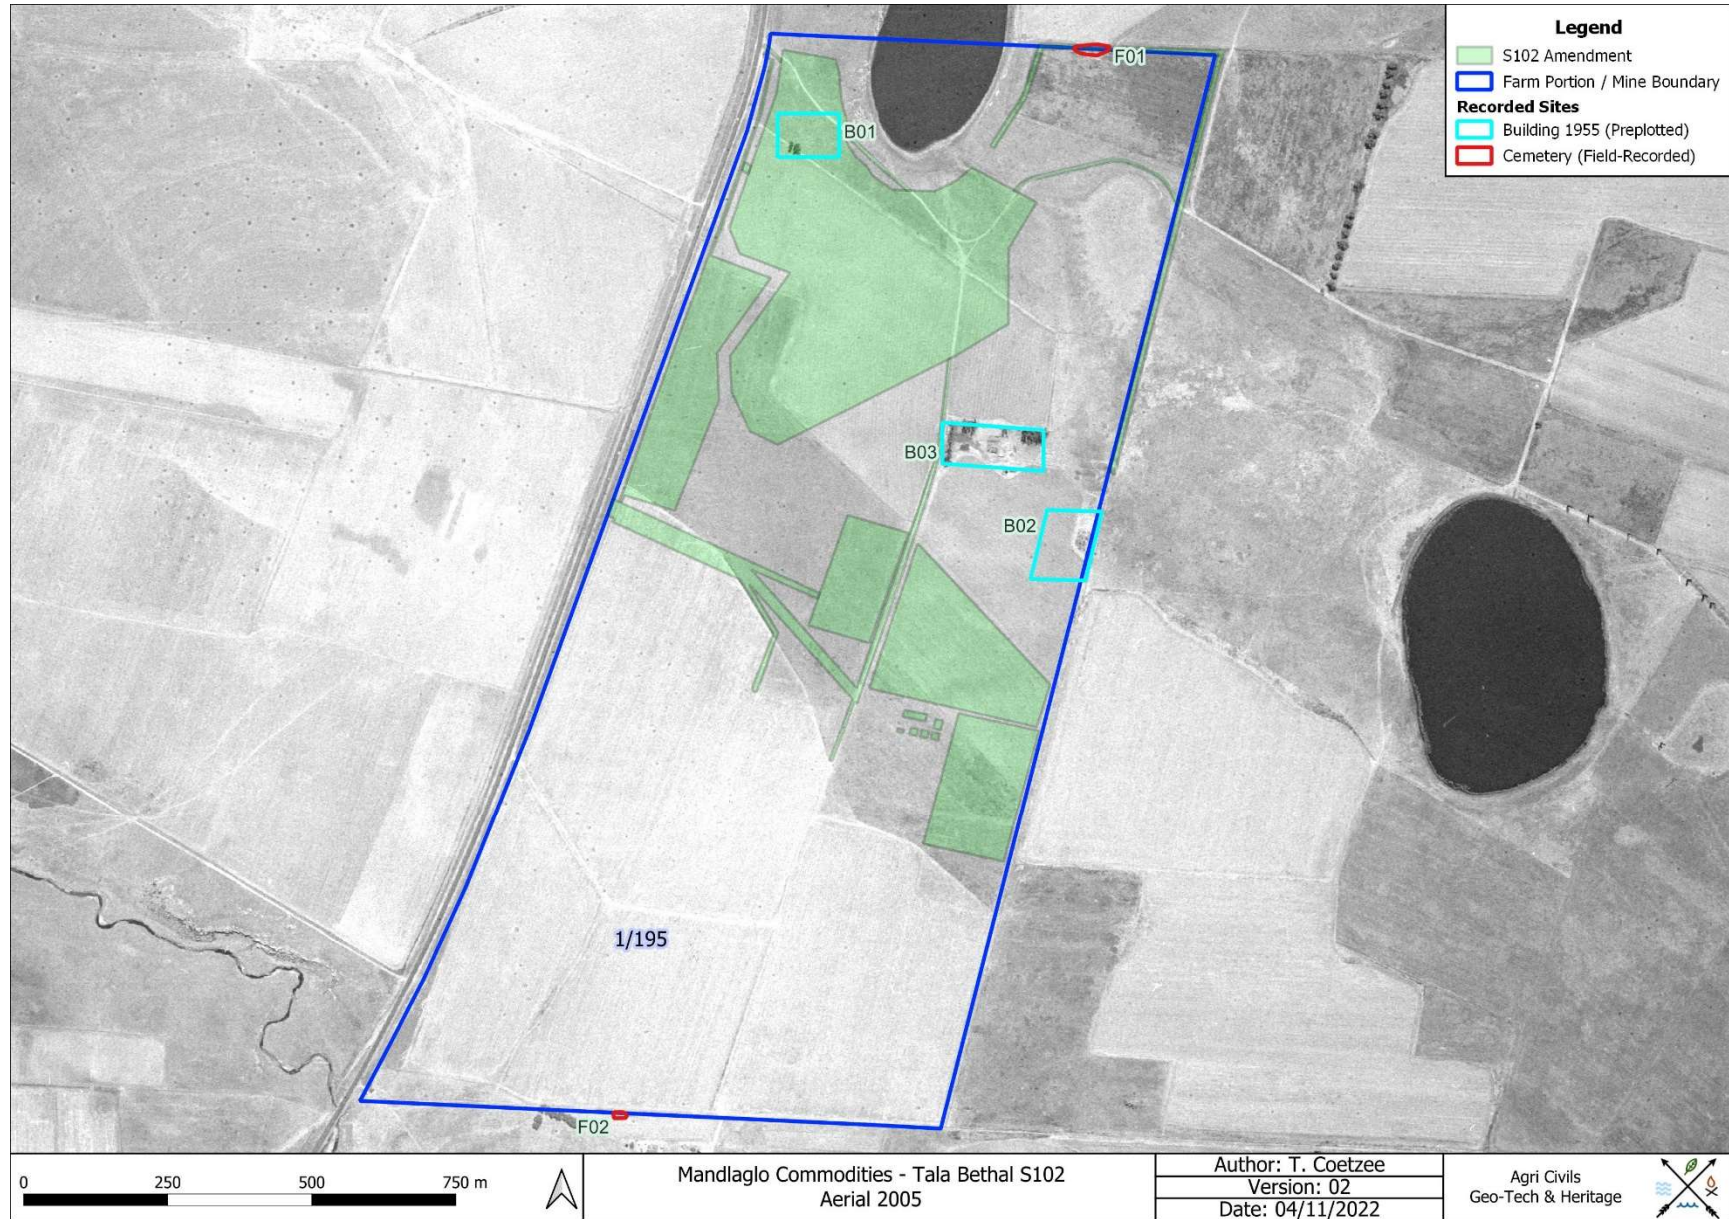 Legend
S102 Amendment
Farm Portion / Mine Boundary
Recorded Sites
Building 1955 (Preplotted)
Cemetery (Field-Recorded)
F01
B01
B03
B02
1/195
F02
0 250 500 750 m
Mandlaglo Commodities - Tala Bethal S102
Aerial 2005
Author: T. Coetzee
Version: 02
Date: 04/11/2022
Agri Civils
Geo-Tech & Heritage